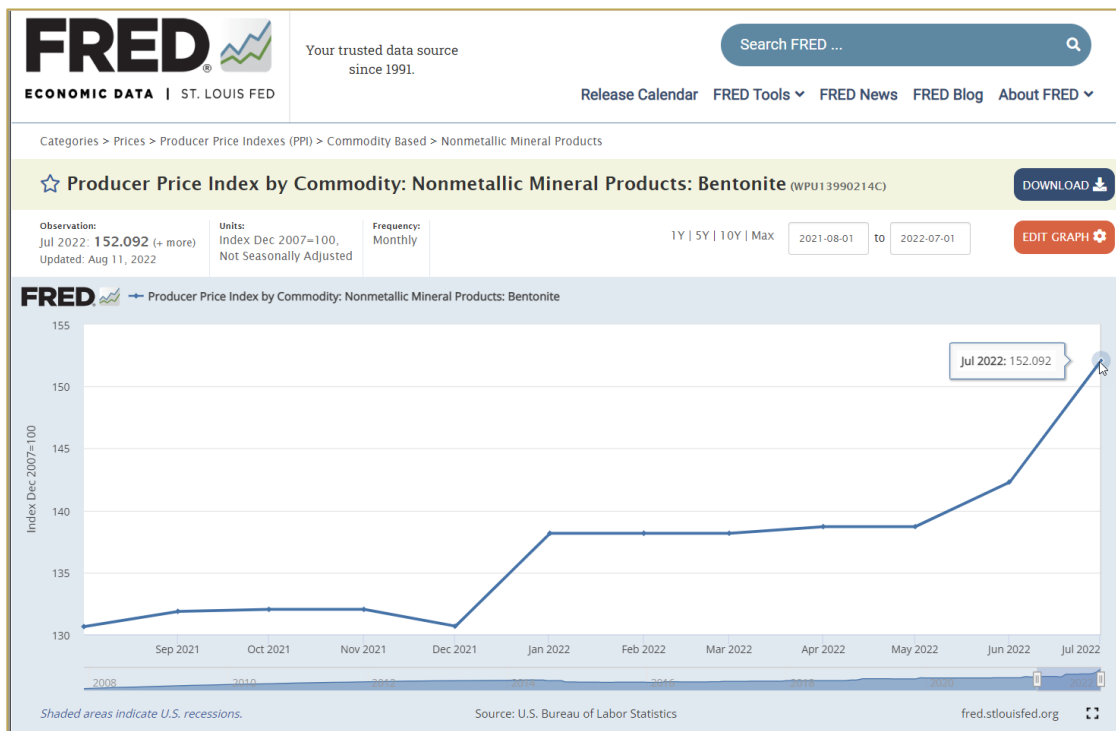 FRED®
ECONOMIC DATA | ST. LOUIS FED
Your trusted data source
since 1991.
Search FRED ...
Release Calendar FRED Tools FRED News FRED Blog About FRED
Categories > Prices > Producer Price Indexes (PPI) > Commodity Based > Nonmetallic Mineral Products
Producer Price Index by Commodity: Nonmetallic Mineral Products: Bentonite (WPU13990214C)
DOWNLOAD
Observation:
Jul 2022: 152.092 (+ more)
Updated: Aug 11, 2022
Units:
Index Dec 2007=100,
Not Seasonally Adjusted
Frequency:
Monthly
1Y | 5Y | 10Y | Max
2021-08-01 to 2022-07-01
EDIT GRAPH
FRED
Producer Price Index by Commodity: Nonmetallic Mineral Products: Bentonite
155
150
145
140
135
130
Index Dec 2007=100
Jul 2022: 152.092
Sep 2021 Oct 2021 Nov 2021 Dec 2021 Jan 2022 Feb 2022 Mar 2022 Apr 2022 May 2022 Jun 2022 Jul 2022
2008 2010 2012 2014 2016 2018 2020 2022
Shaded areas indicate U.S. recessions.
Source: U.S. Bureau of Labor Statistics
fred.stlouisfed.org